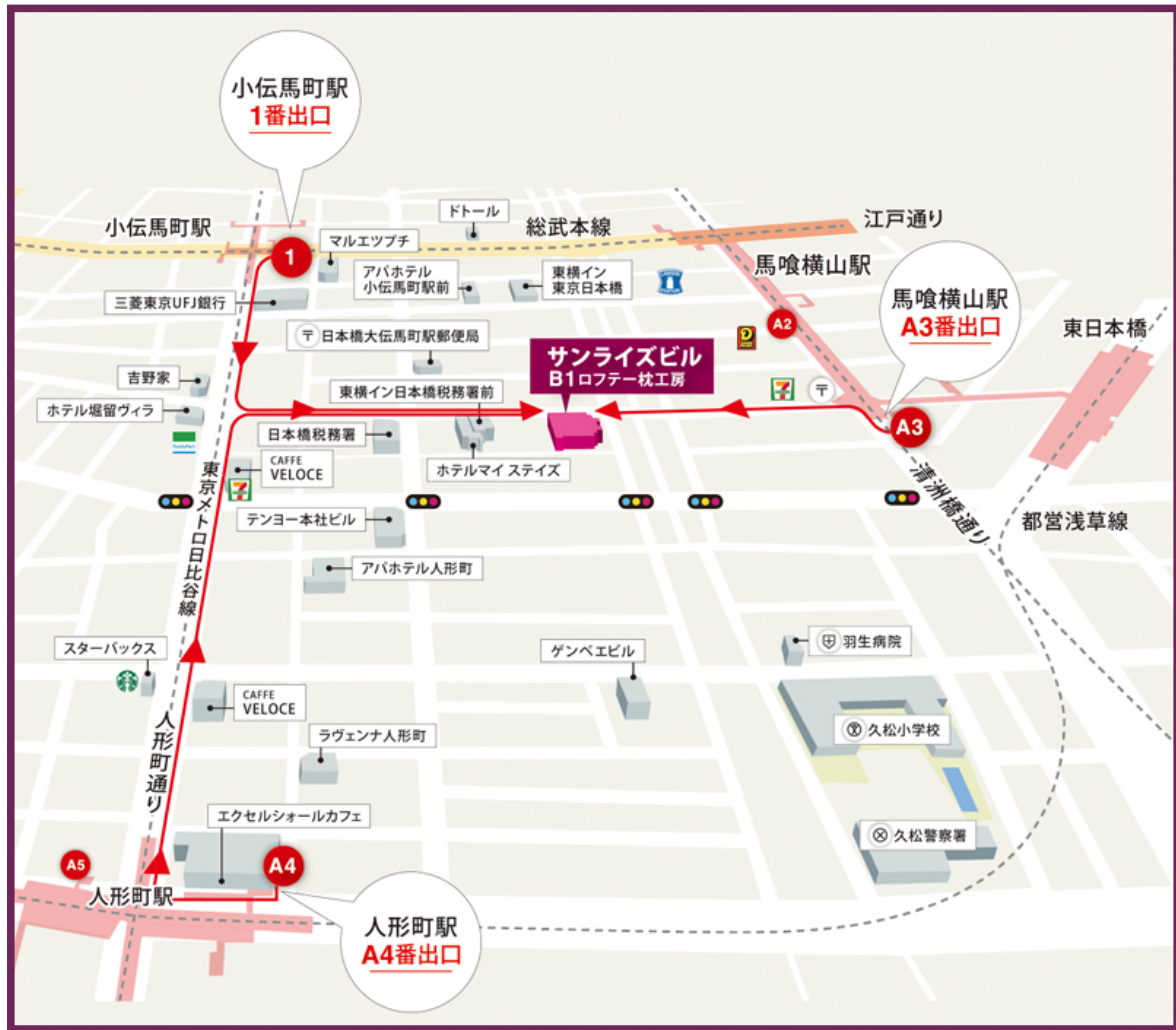 小伝馬町駅
1番出口
小伝馬町駅
1
ドトール
総武本線
江戸通り
マルエツプチ
馬喰横山駅
アパホテル
小伝馬町駅前
東横イン
東京日本橋
三菱東京UFJ銀行
馬喰横山駅
A3番出口
A2
東日本橋
〒日本橋大伝馬町駅郵便局
サンライズビル
B1ロフテー枕工房
吉野家
東横イン日本橋税務署前
〒
ホテル堀留ヴィラ
日本橋税務署
A3
FamilyMart
CAFFE
VELOCE
ホテルマイ ステイズ
東京メトロ日比谷線
清洲橋通り
テンヨー本社ビル
都営浅草線
アパホテル人形町
スターバックス
ゲンベエビル
羽生病院
CAFFE
VELOCE
人形町通り
ラヴェンナ人形町
久松小学校
エクセルシォールカフェ
久松警察署
A5
A4
人形町駅
人形町駅
A4番出口